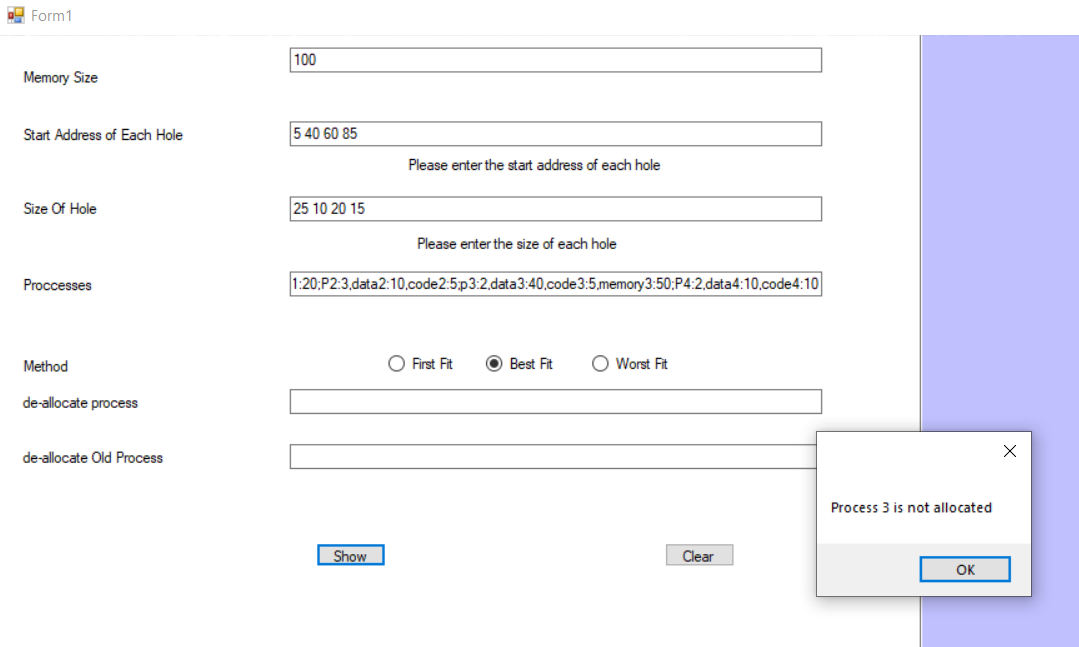 Form1
100
Memory Size
Start Address of Each Hole
5 40 60 85
Please enter the start address of each hole
Size Of Hole
25 10 20 15
Please enter the size of each hole
Proccesses
1:20;P2:3,data2:10,code2:5;p3:2,data3:40,code3:5,memory3:50;P4:2,data4:10,code4:10
Method
First Fit
Best Fit
Worst Fit
de-allocate process
de-allocate Old Process
Process 3 is not allocated
OK
Show
Clear